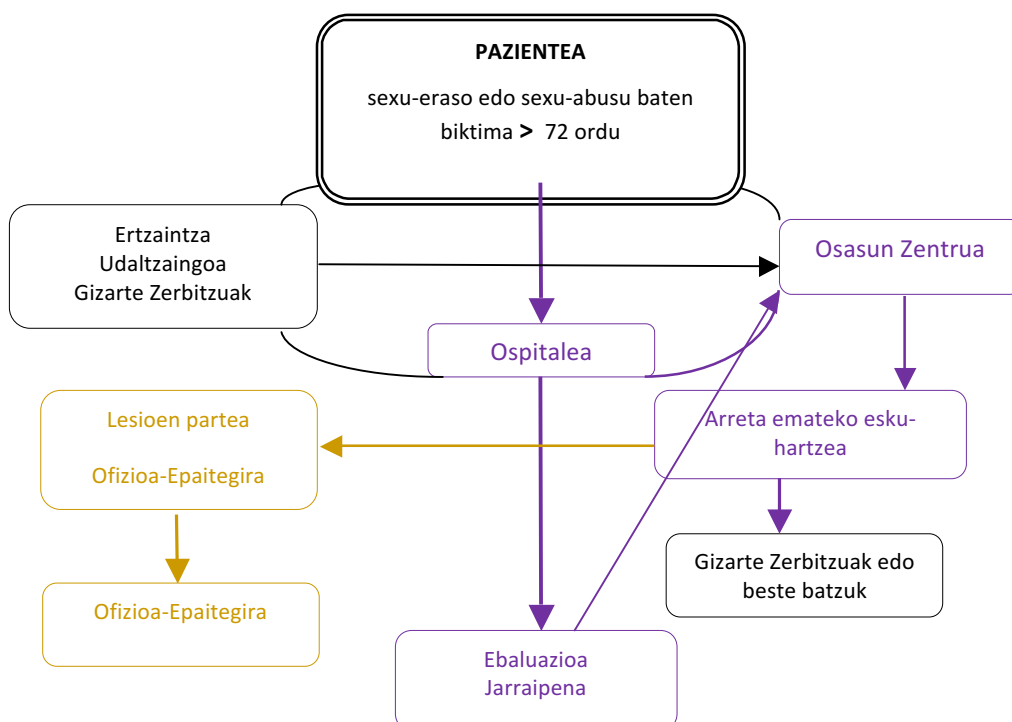 PAZIENTEA
sexu-eraso edo sexu-abusu baten
biktima > 72 ordu
Ertzaintza
Udaltzaingoa
Gizarte Zerbitzuak
Osasun Zentrua
Ospitalea
Lesioen partea
Ofizioa-Epaitegira
Arreta emateko esku-
hartzea
Gizarte Zerbitzuak edo
beste batzuk
Ofizioa-Epaitegira
Ebaluazioa
Jarraipena